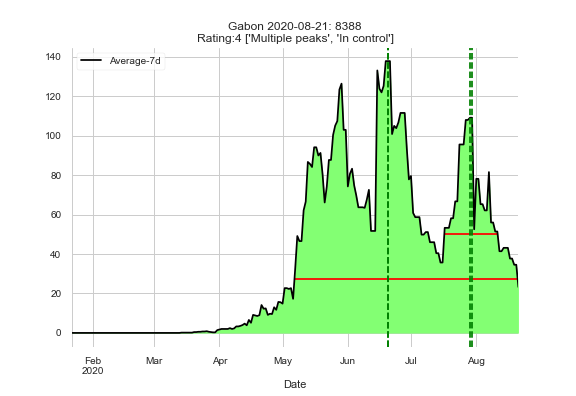 Gabon 2020-08-21: 8388
Rating:4 ['Multiple peaks', 'In control']
Average-7d
140
120
100
80
60
40
20
0
Feb
2020
Mar
Apr
May
Jun
Jul
Aug
Date